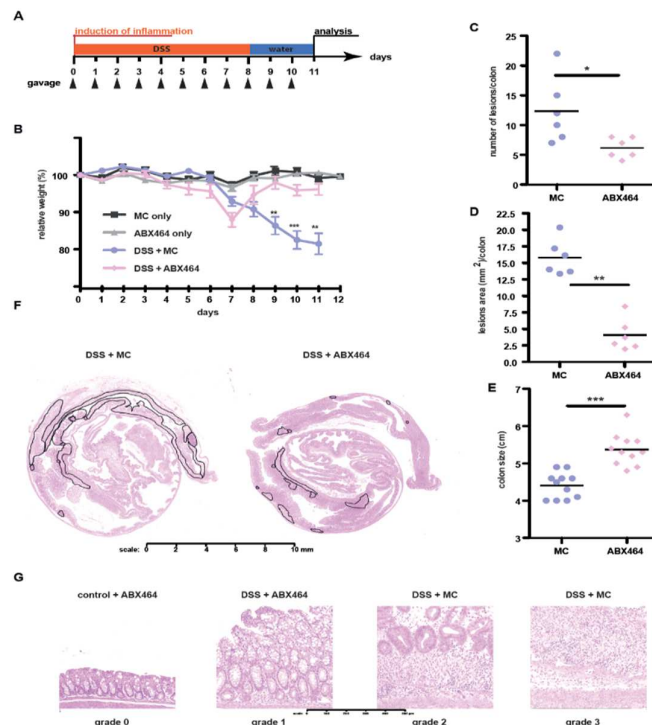 A
induction of inflammation
analysis
DSS
water
days
0 1 2 3 4 5 6 7 8 9 10 11
gavage
B
relative weight (%)
100
90
80
MC only
ABX464 only
DSS + MC
DSS + ABX464
** *** **
0 1 2 3 4 5 6 7 8 9 10 11 12
days
C
number of lesions/colon
25
20
15
10
5
0
*
MC ABX464
D
lesions area (mm2)/colon
22.5
20.0
17.5
15.0
12.5
10.0
7.5
5.0
2.5
0.0
**
MC ABX464
E
colon size (cm)
7
6
5
4
3
***
MC ABX464
F
DSS + MC
DSS + ABX464
scale:
0 2 4 6 8 10 mm
G
control + ABX464
DSS + ABX464
DSS + MC
DSS + MC
grade 0
grade 1
grade 2
grade 3